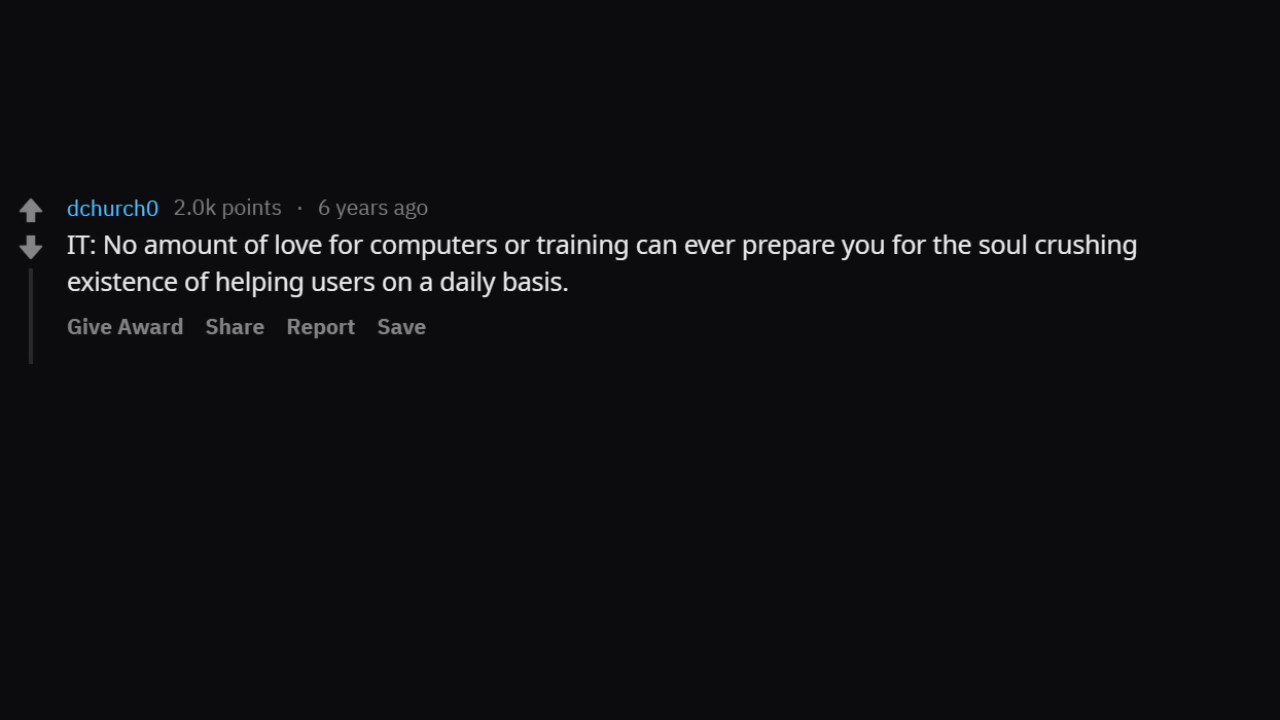 dchurch0 2.0k points · 6 years ago
IT: No amount of love for computers or training can ever prepare you for the soul crushing
existence of helping users on a daily basis.
Give Award Share Report Save